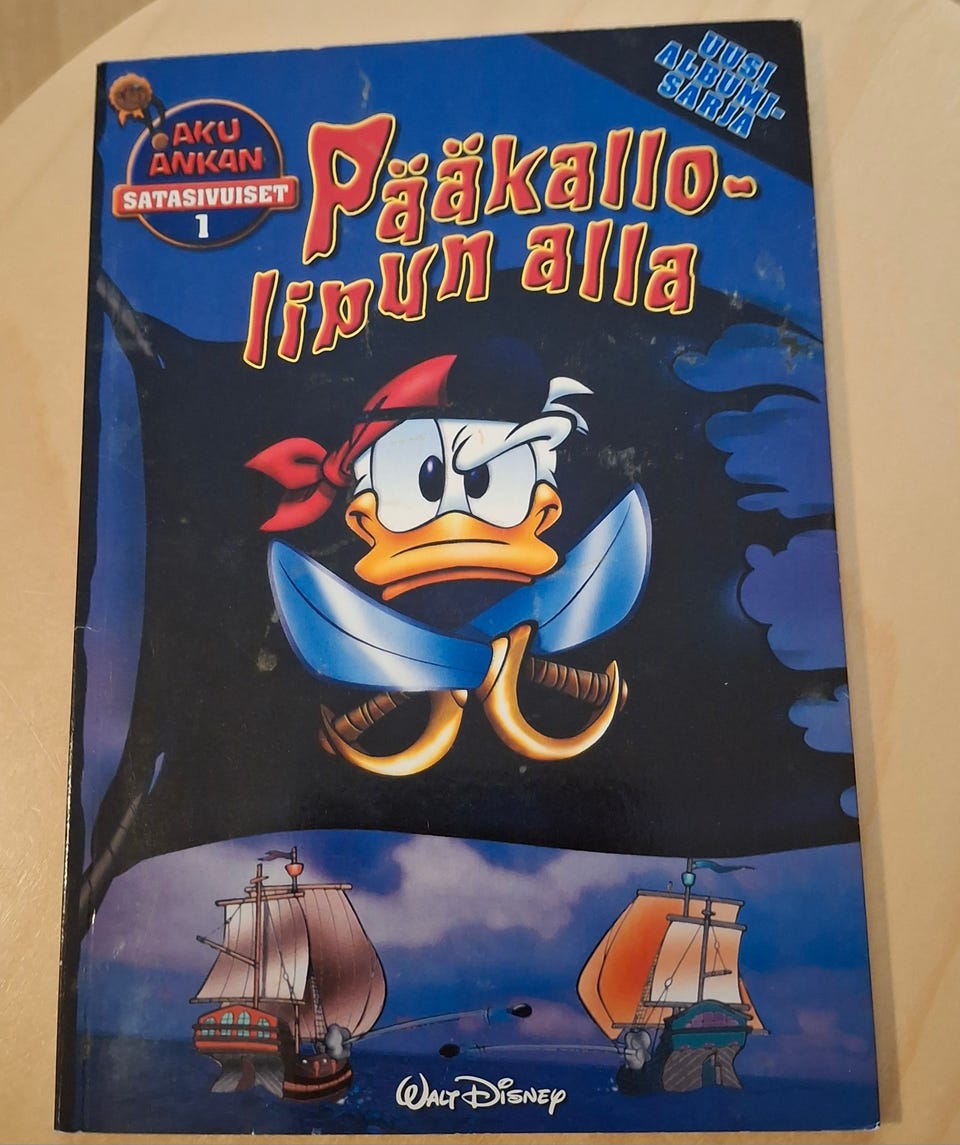 UUSI
ALBUMI-
SARJA
AKU
ANKAN
SATASIVUISET
1
Pääkallo-
lipun alla
WALT DISNEY